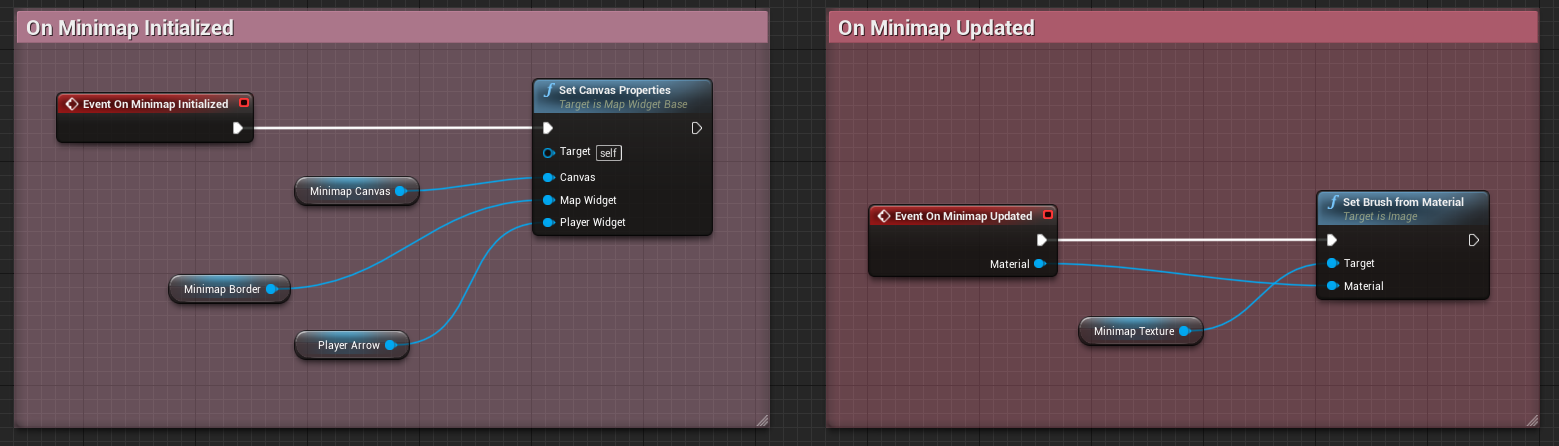 On Minimap Initialized
Event On Minimap Initialized
Set Canvas Properties
Target is Map Widget Base
Target self
Canvas
Map Widget
Player Widget
Minimap Canvas
Minimap Border
Player Arrow
On Minimap Updated
Event On Minimap Updated
Material
Set Brush from Material
Target is Image
Target
Material
Minimap Texture